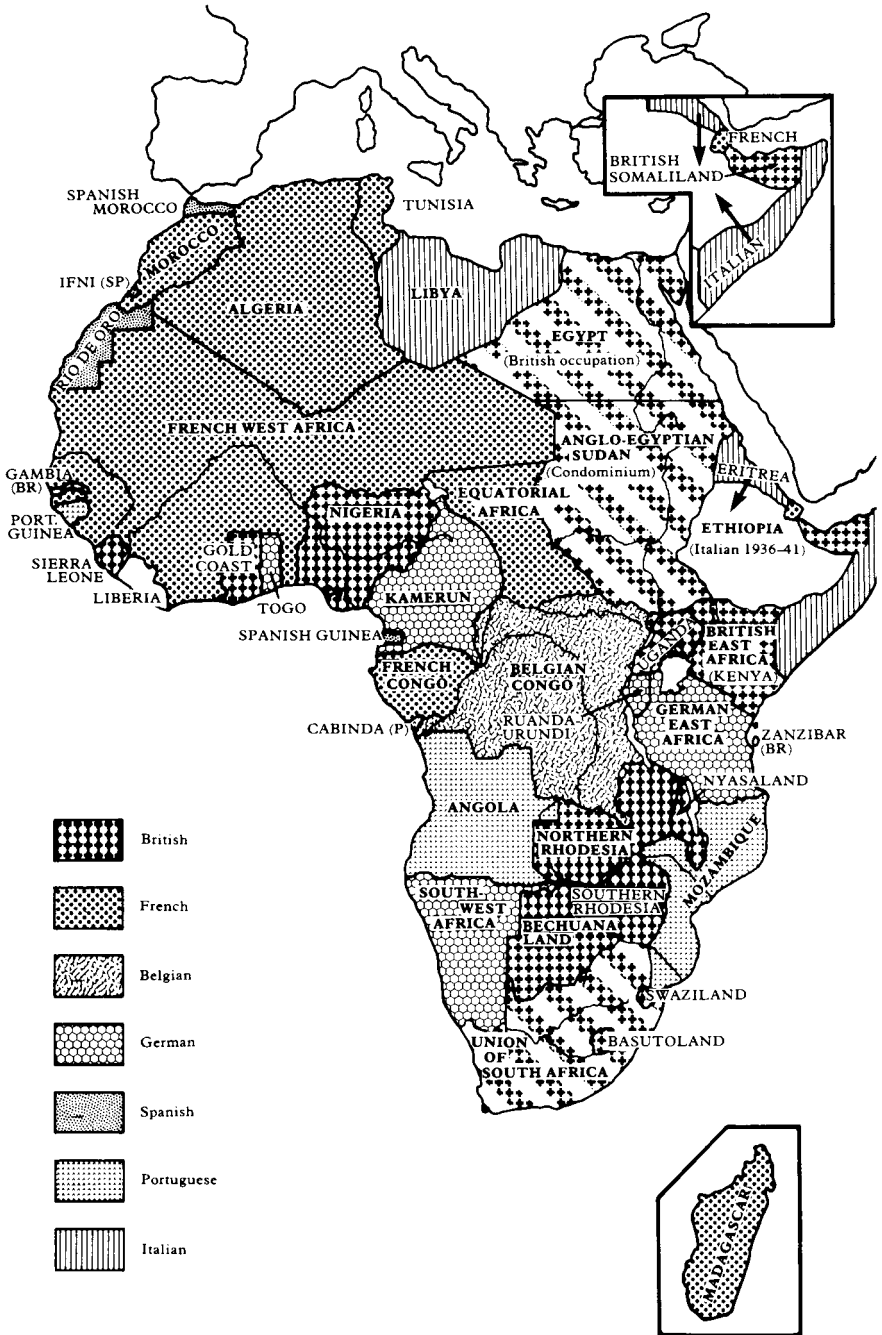 FRENCH
BRITISH
SOMALILAND
ITALIAN
SPANISH
MOROCCO
TUNISIA
MOROCCO
IFNI (SP)
ALGERIA
LIBYA
RIO DE ORO
EGYPT
(British occupation)
FRENCH WEST AFRICA
ANGLO-EGYPTIAN
SUDAN
(Condominium)
GAMBIA
(BR)
ERITREA
EQUATORIAL
AFRICA
NIGERIA
PORT.
GUINEA
ETHIOPIA
(Italian 1936–41)
GOLD
COAST
SIERRA
LEONE
LIBERIA
TOGO
KAMERUN
SPANISH GUINEA
UGANDA
BRITISH
EAST
AFRICA
(KENYA)
FRENCH
CONGO
BELGIAN
CONGO
CABINDA (P)
RUANDA-
URUNDI
GERMAN
EAST
AFRICA
ZANZIBAR
(BR)
NYASALAND
ANGOLA
NORTHERN
RHODESIA
MOZAMBIQUE
SOUTH-
WEST
AFRICA
SOUTHERN
RHODESIA
BECHUANA
LAND
SWAZILAND
UNION
OF
SOUTH AFRICA
BASUTOLAND
British
French
Belgian
German
Spanish
Portuguese
Italian
MADAGASCAR